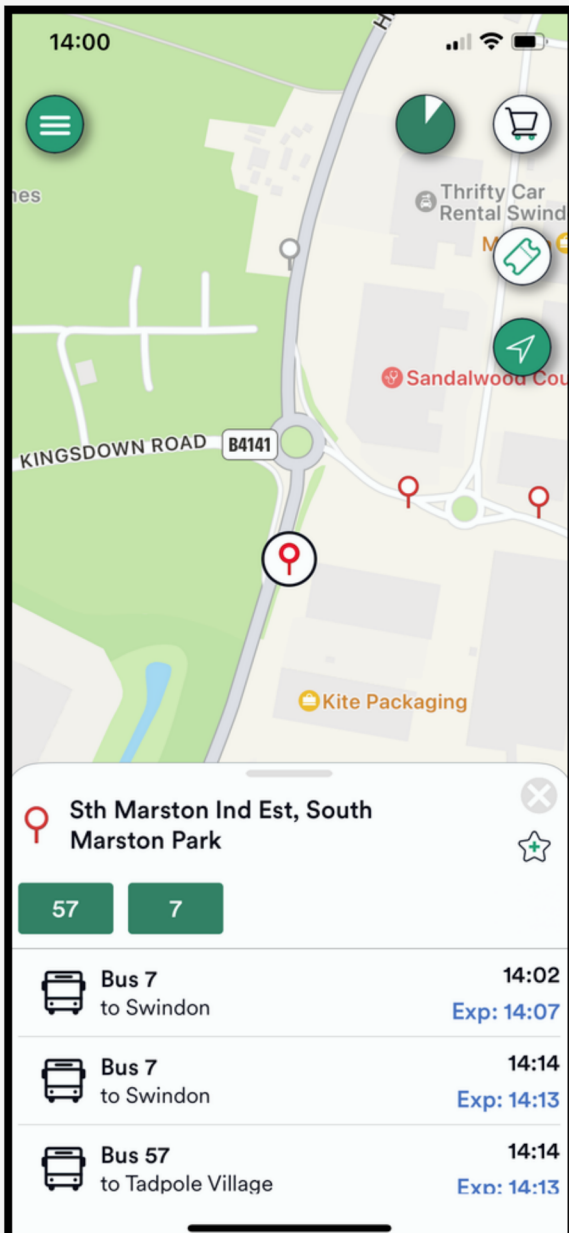 14:00
Thrifty Car
Rental Swind
Sandalwood Cou
KINGSDOWN ROAD
B4141
Kite Packaging
Sth Marston Ind Est, South
Marston Park
57
7
Bus 7
14:02
to Swindon
Exp: 14:07
Bus 7
14:14
to Swindon
Exp: 14:13
Bus 57
14:14
to Tadpole Village
Exp: 14:13